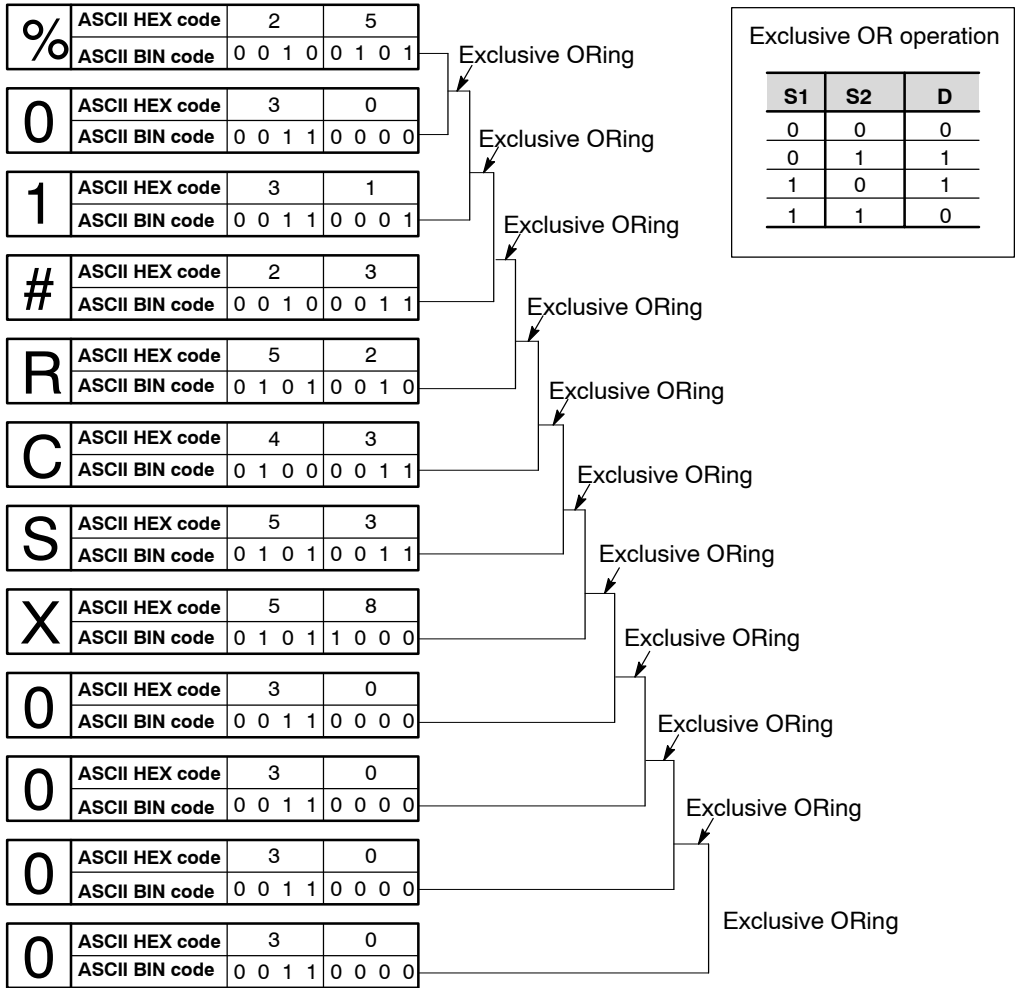 % ASCII HEX code 2 5
ASCII BIN code 0 0 1 0 0 1 0 1
Exclusive ORing
0 ASCII HEX code 3 0
ASCII BIN code 0 0 1 1 0 0 0 0
Exclusive ORing
1 ASCII HEX code 3 1
ASCII BIN code 0 0 1 1 0 0 0 1
Exclusive ORing
# ASCII HEX code 2 3
ASCII BIN code 0 0 1 0 0 0 1 1
Exclusive ORing
R ASCII HEX code 5 2
ASCII BIN code 0 1 0 1 0 0 1 0
Exclusive ORing
C ASCII HEX code 4 3
ASCII BIN code 0 1 0 0 0 0 1 1
Exclusive ORing
S ASCII HEX code 5 3
ASCII BIN code 0 1 0 1 0 0 1 1
Exclusive ORing
X ASCII HEX code 5 8
ASCII BIN code 0 1 0 1 1 0 0 0
Exclusive ORing
0 ASCII HEX code 3 0
ASCII BIN code 0 0 1 1 0 0 0 0
Exclusive ORing
0 ASCII HEX code 3 0
ASCII BIN code 0 0 1 1 0 0 0 0
Exclusive ORing
0 ASCII HEX code 3 0
ASCII BIN code 0 0 1 1 0 0 0 0
Exclusive ORing
0 ASCII HEX code 3 0
ASCII BIN code 0 0 1 1 0 0 0 0
Exclusive OR operation
S1 S2 D
0 0 0
0 1 1
1 0 1
1 1 0